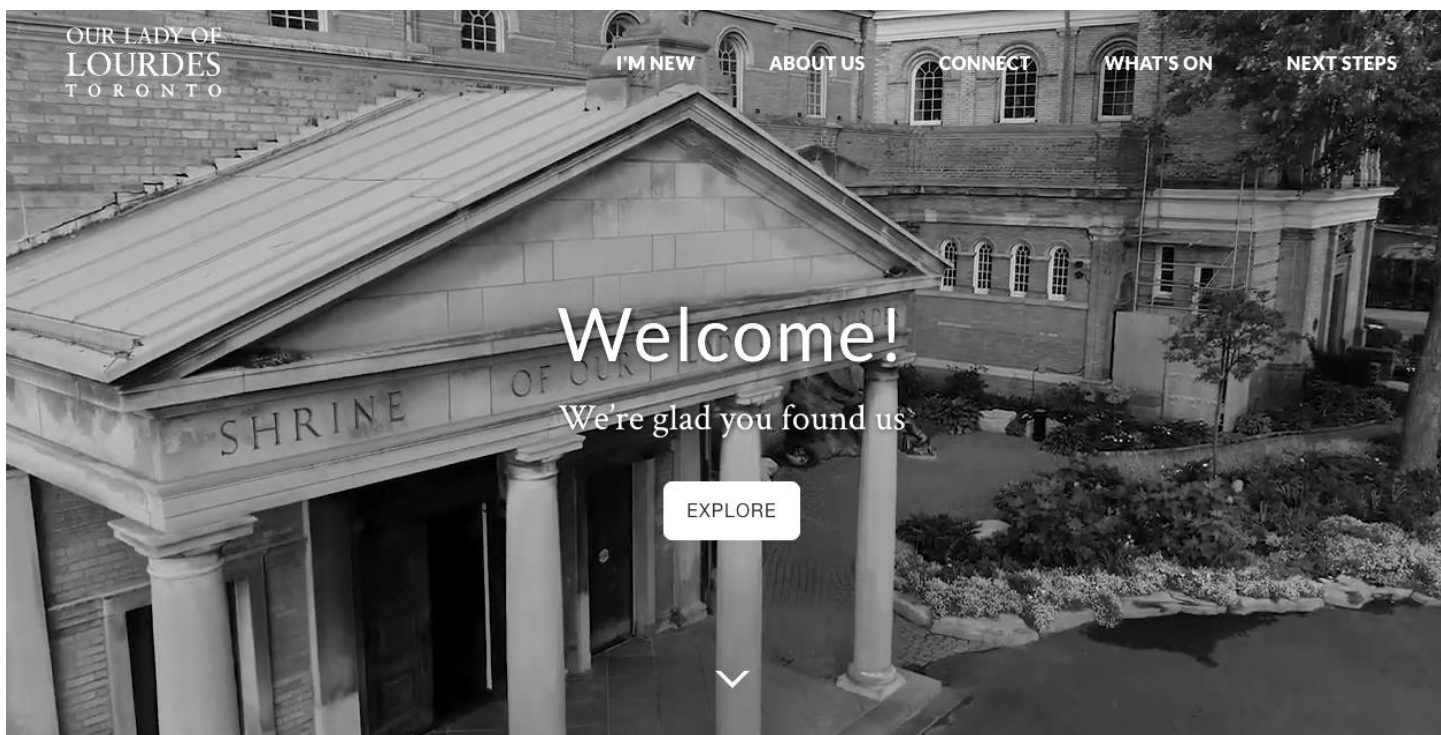 OUR LADY OF
LOURDES
TORONTO
I'M NEW
ABOUT US
CONNECT
WHAT'S ON
NEXT STEPS
Welcome!
SHRINE OF OUR
We're glad you found us
EXPLORE